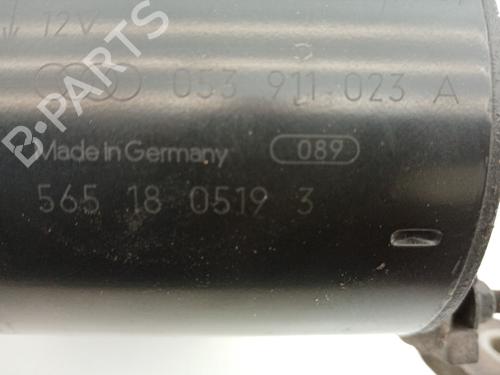 12V
053 911 023 A
B-PARTS
Made in Germany 089
565 18 0519 3